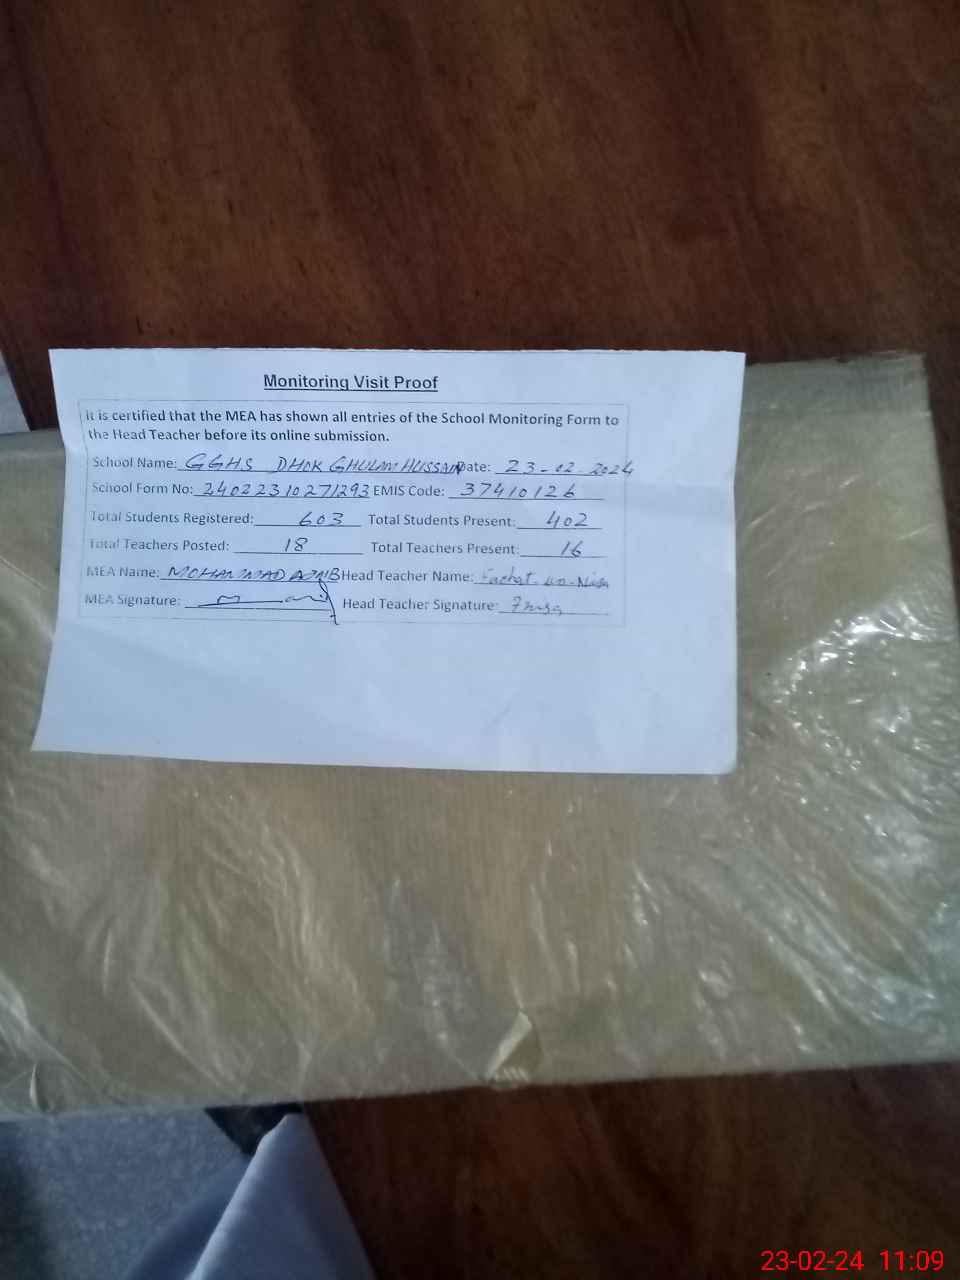 Monitoring Visit Proof
It is certified that the MEA has shown all entries of the School Monitoring Form to
the Head Teacher before its online submission.
School Name: GGHS DHOK GHULAM HUSSAIN Date: 23-02-2024
School Form No: 24022310271293 EMIS Code: 37410126
Total Students Registered: 603 Total Students Present: 402
Total Teachers Posted: 18 Total Teachers Present: 16
MEA Name: MOHAMMAD Head Teacher Name: un-Nisa
MEA Signature: Head Teacher Signature:
23-02-24 11:09